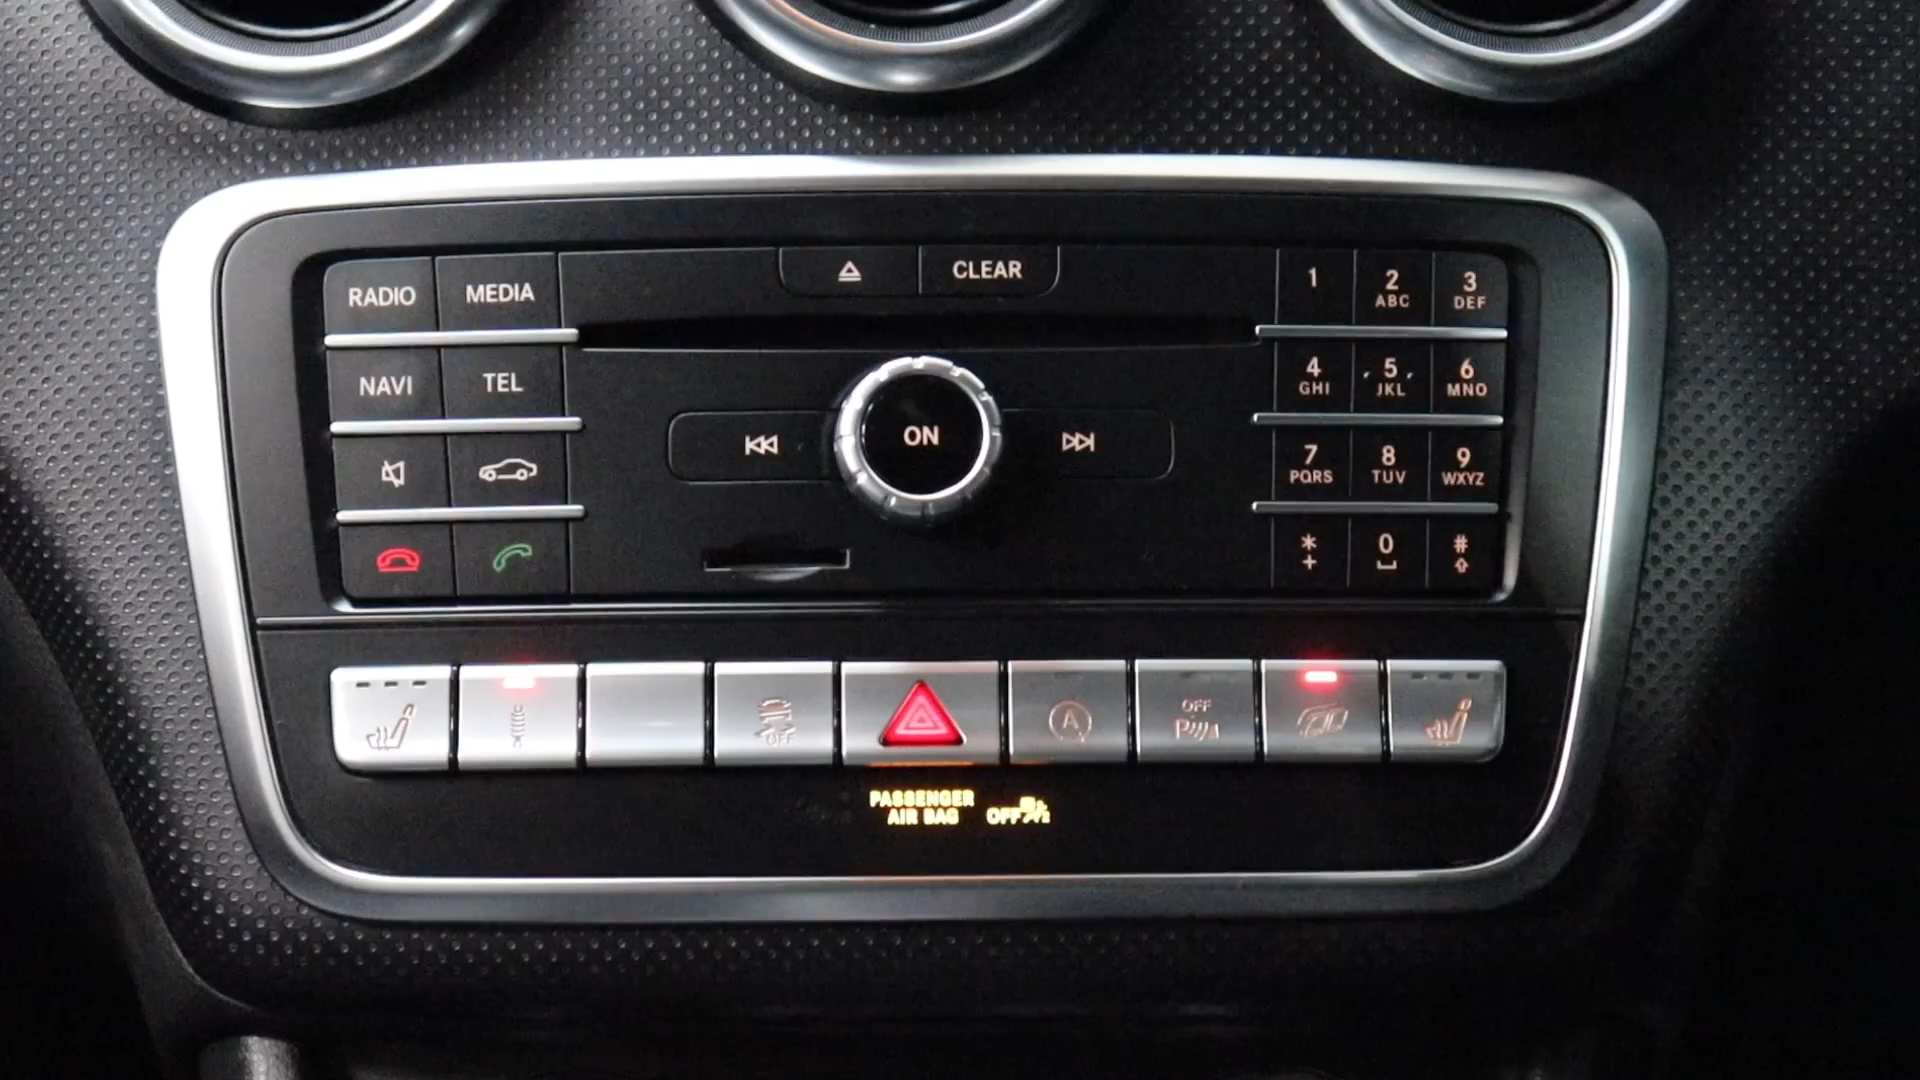 CLEAR
RADIO MEDIA
1 2 3
ABC DEF
NAVI TEL
4 5 6
GHI JKL MNO
ON
7 8 9
PQRS TUV WXYZ
* 0 #
+
OFF
OFF
A
PASSENGER
AIR BAG OFF